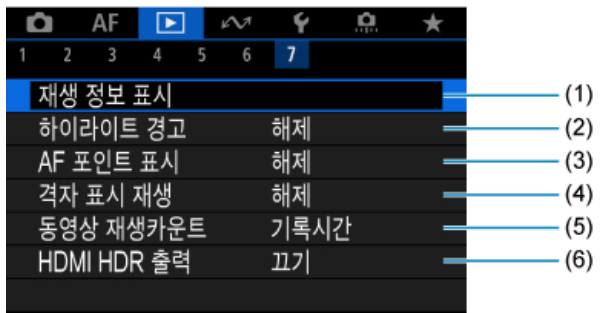 AF
1 2 3 4 5 6 7
재생 정보 표시 (1)
하이라이트 경고 해제 (2)
AF 포인트 표시 해제 (3)
격자 표시 재생 해제 (4)
동영상 재생카운트 기록시간 (5)
HDMI HDR 출력 끄기 (6)